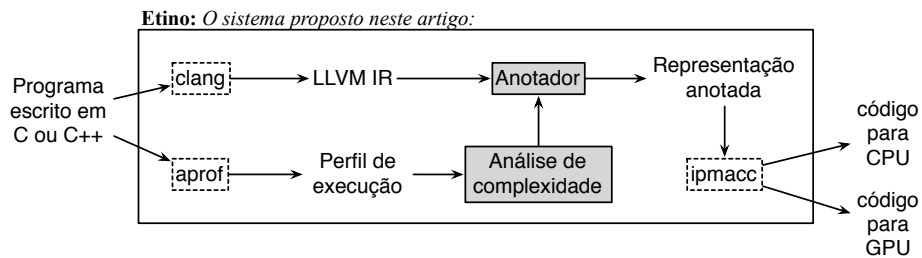 Etino: O sistema proposto neste artigo:
Programa
escrito em
C ou C++
clang
LLVM IR
Anotador
Representação
anotada
aprof
Perfil de
execução
Análise de
complexidade
ipmacc
código
para
CPU
código
para
GPU